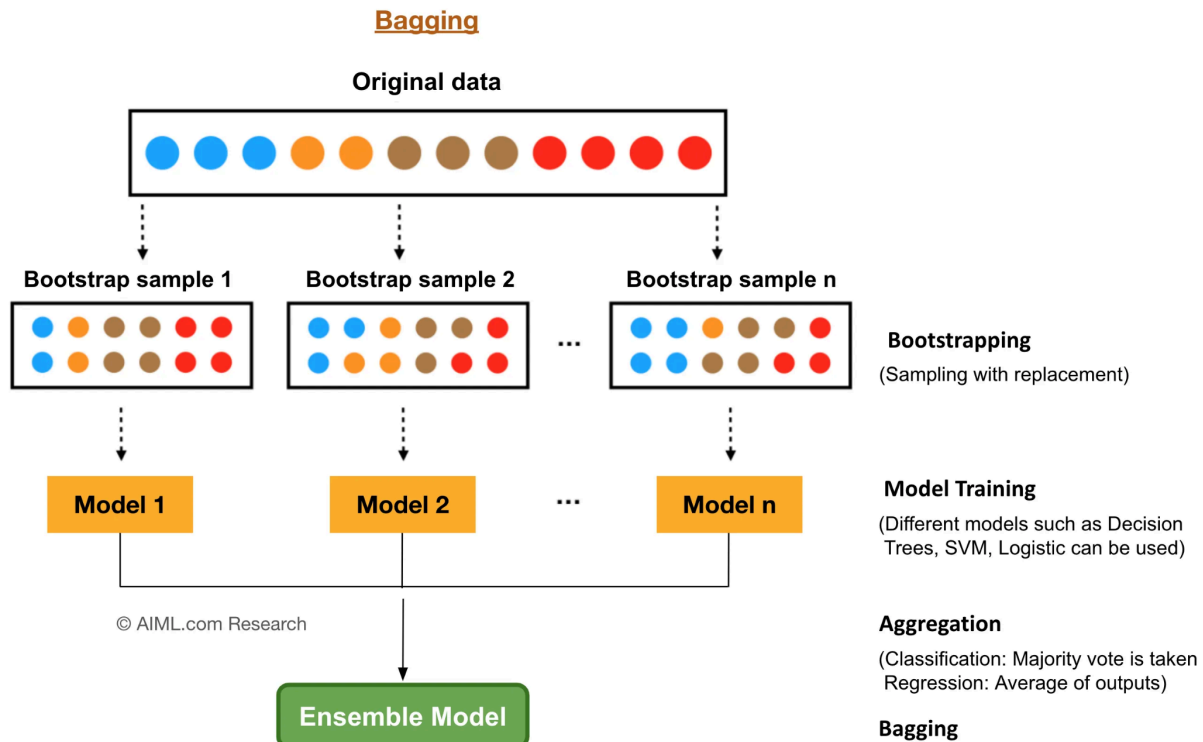 Bagging
Original data
Bootstrap sample 1
Bootstrap sample 2
Bootstrap sample n
...
Bootstrapping
(Sampling with replacement)
Model 1
Model 2
...
Model n
Model Training
(Different models such as Decision
Trees, SVM, Logistic can be used)
© AIML.com Research
Aggregation
(Classification: Majority vote is taken
Regression: Average of outputs)
Ensemble Model
Bagging